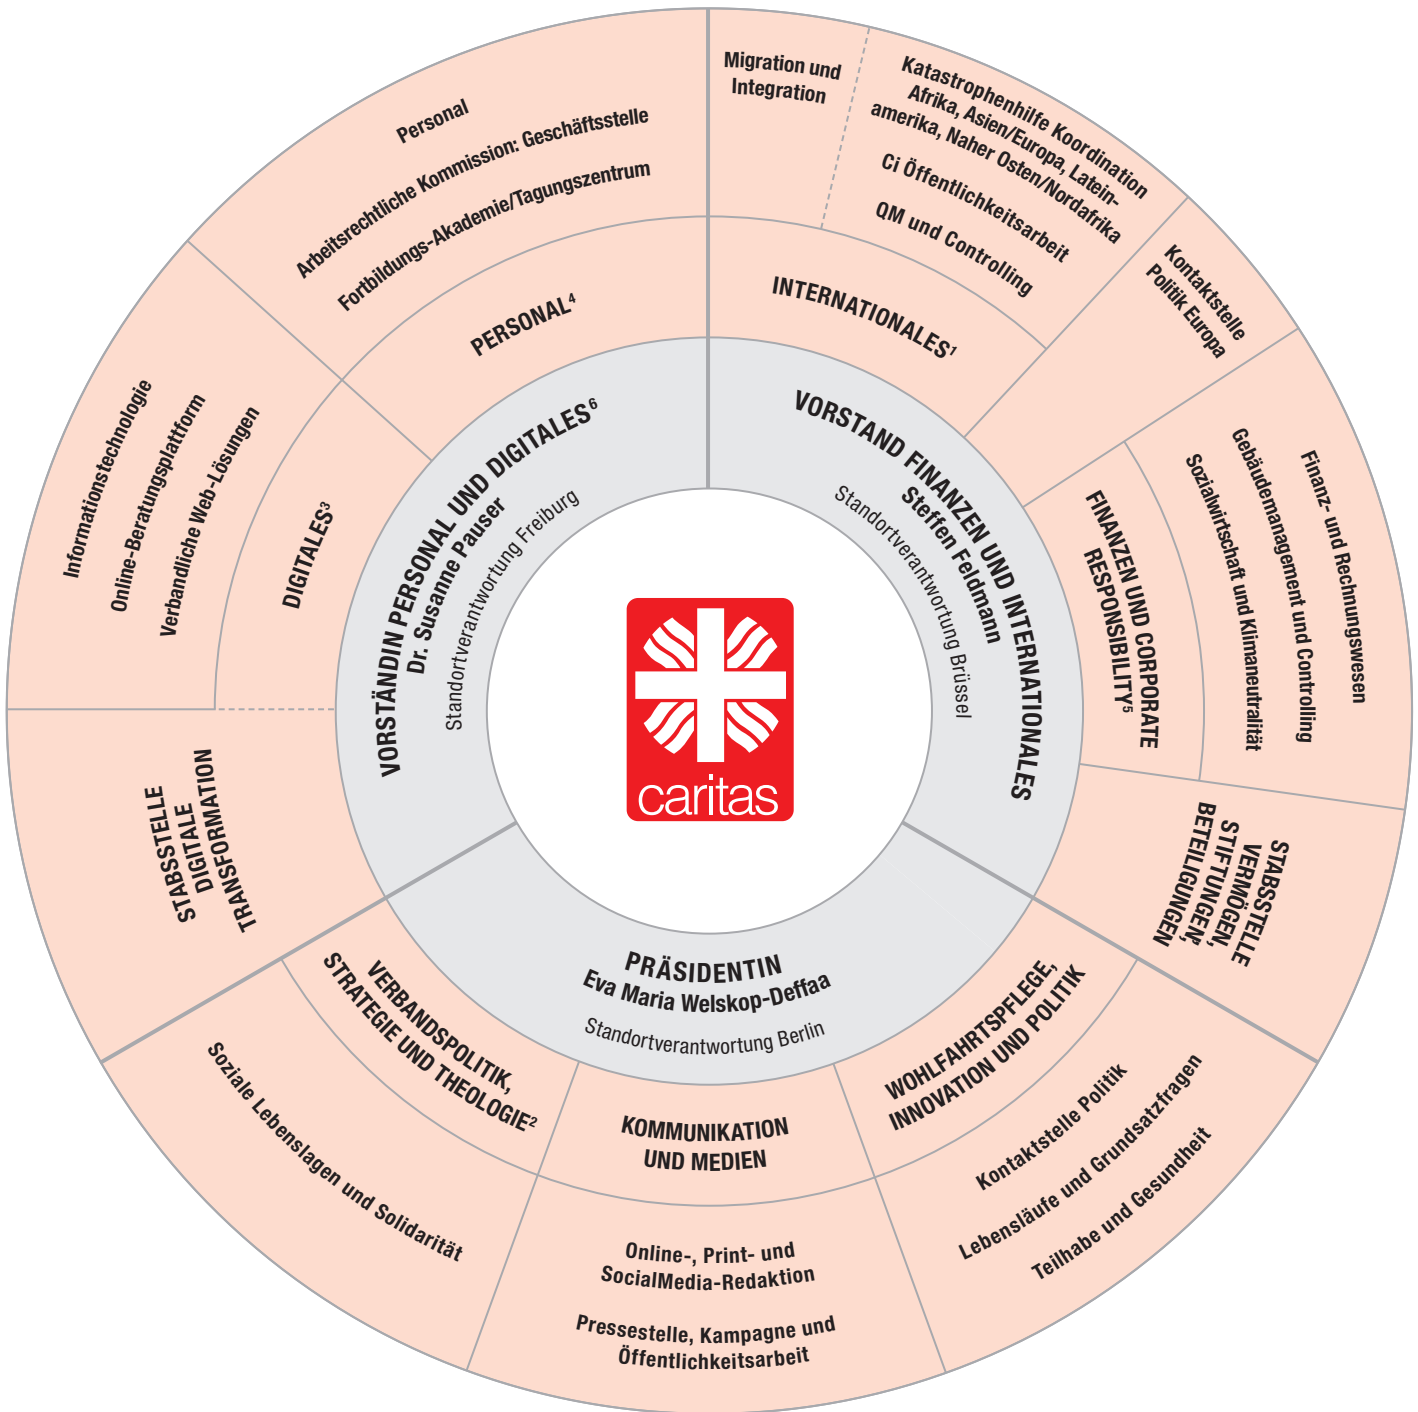 caritas
VORSTAND FINANZEN UND INTERNATIONALES
Steffen Feldmann
Standortverantwortung Brüssel
INTERNATIONALES¹
Migration und
Integration
Katastrophenhilfe Koordination
Afrika, Asien/Europa, Latein-
amerika, Naher Osten/Nordafrika
Ci Öffentlichkeitsarbeit
QM und Controlling
Kontaktstelle
Politik Europa
FINANZEN UND CORPORATE
RESPONSIBILITY⁵
Finanz- und Rechnungswesen
Gebäudemanagement und Controlling
Sozialwirtschaft und Klimaneutralität
STABSSTELLE
VERMÖGEN,
STIFTUNGEN,
BETEILIGUNGEN
PRÄSIDENTIN
Eva Maria Welskop-Deffaa
Standortverantwortung Berlin
WOHLFAHRTSPFLEGE,
INNOVATION UND POLITIK
Kontaktstelle Politik
Lebensläufe und Grundsatzfragen
Teilhabe und Gesundheit
KOMMUNIKATION
UND MEDIEN
Online-, Print- und
SocialMedia-Redaktion
Pressestelle, Kampagne und
Öffentlichkeitsarbeit
VERBANDSPOLITIK,
STRATEGIE UND THEOLOGIE²
Soziale Lebenslagen und Solidarität
VORSTÄNDIN PERSONAL UND DIGITALES⁶
Dr. Susanne Pauser
Standortverantwortung Freiburg
STABSSTELLE
DIGITALE
TRANSFORMATION
DIGITALES³
Informationstechnologie
Online-Beratungsplattform
Verbandliche Web-Lösungen
PERSONAL⁴
Personal
Arbeitsrechtliche Kommission: Geschäftsstelle
Fortbildungs-Akademie/Tagungszentrum